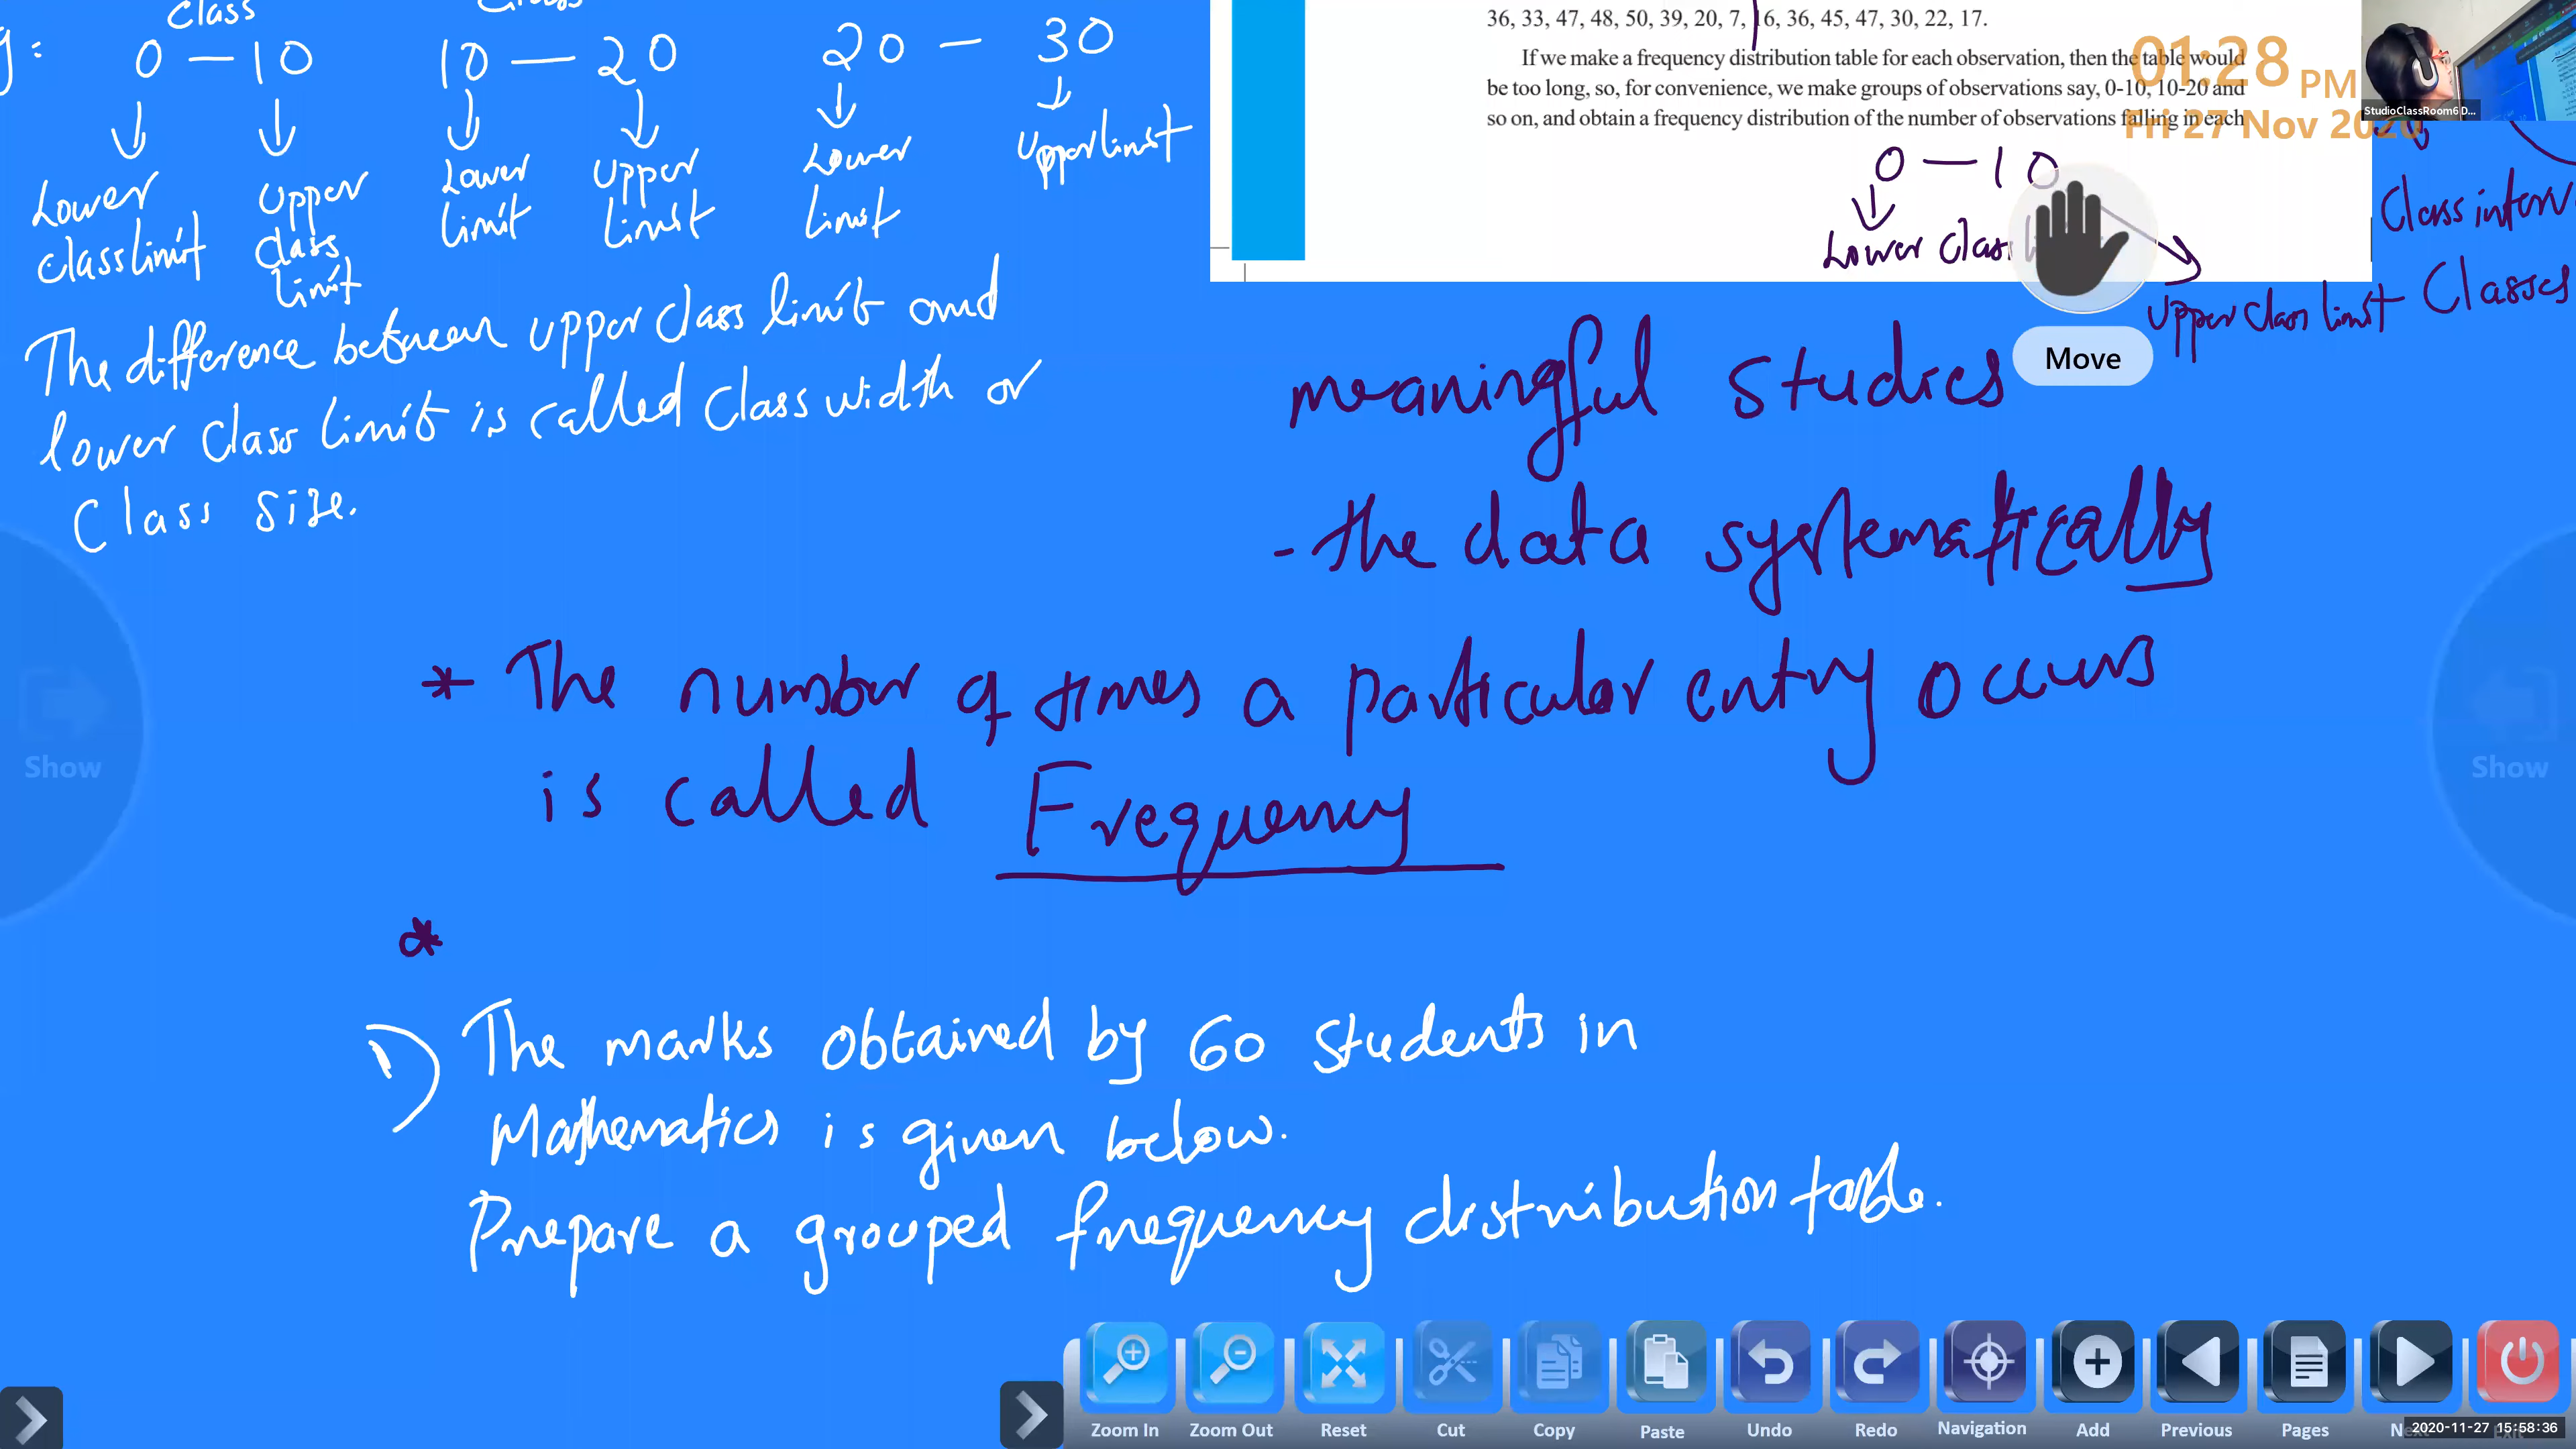 Class
g:
0 — 10
10 — 20
20 — 30
Lower class limit
Upper class limit
Lower limit
Upper limit
Lower limit
Upper limit
The difference between upper class limit and
lower class limit is called class width or
Class size.
36, 33, 47, 48, 50, 39, 20, 7, 16, 36, 45, 47, 30, 22, 17.
If we make a frequency distribution table for each observation, then the table would
be too long, so, for convenience, we make groups of observations say, 0-10, 10-20 and
so on, and obtain a frequency distribution of the number of observations falling in each
01:28 PM
Fri 27 Nov 2020
StudioClassRoom6 D...
0 — 10
Lower Class
Upper Class limit
Classes
Move
meaningful studies
- the data systematically
* The number of times a particular entry occurs
is called Frequency
*
1) The marks obtained by 60 students in
Mathematics is given below.
Prepare a grouped frequency distribution table.
Show
Show
Zoom In
Zoom Out
Reset
Cut
Copy
Paste
Undo
Redo
Navigation
Add
Previous
Pages
2020-11-27 15:58:36